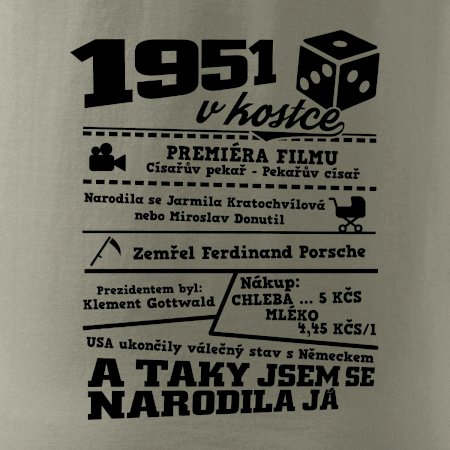 1951
v kostce
PREMIÉRA FILMU
Císařův pekař - Pekařův císař
Narodila se Jarmila Kratochvílová
nebo Miroslav Donutil
Zemřel Ferdinand Porsche
Prezidentem byl:
Klement Gottwald
Nákup:
CHLEBA ... 5 KČS
MLÉKO
4,45 KČS/l
USA ukončily válečný stav s Německem
A TAKY JSEM SE
NARODILA JÁ